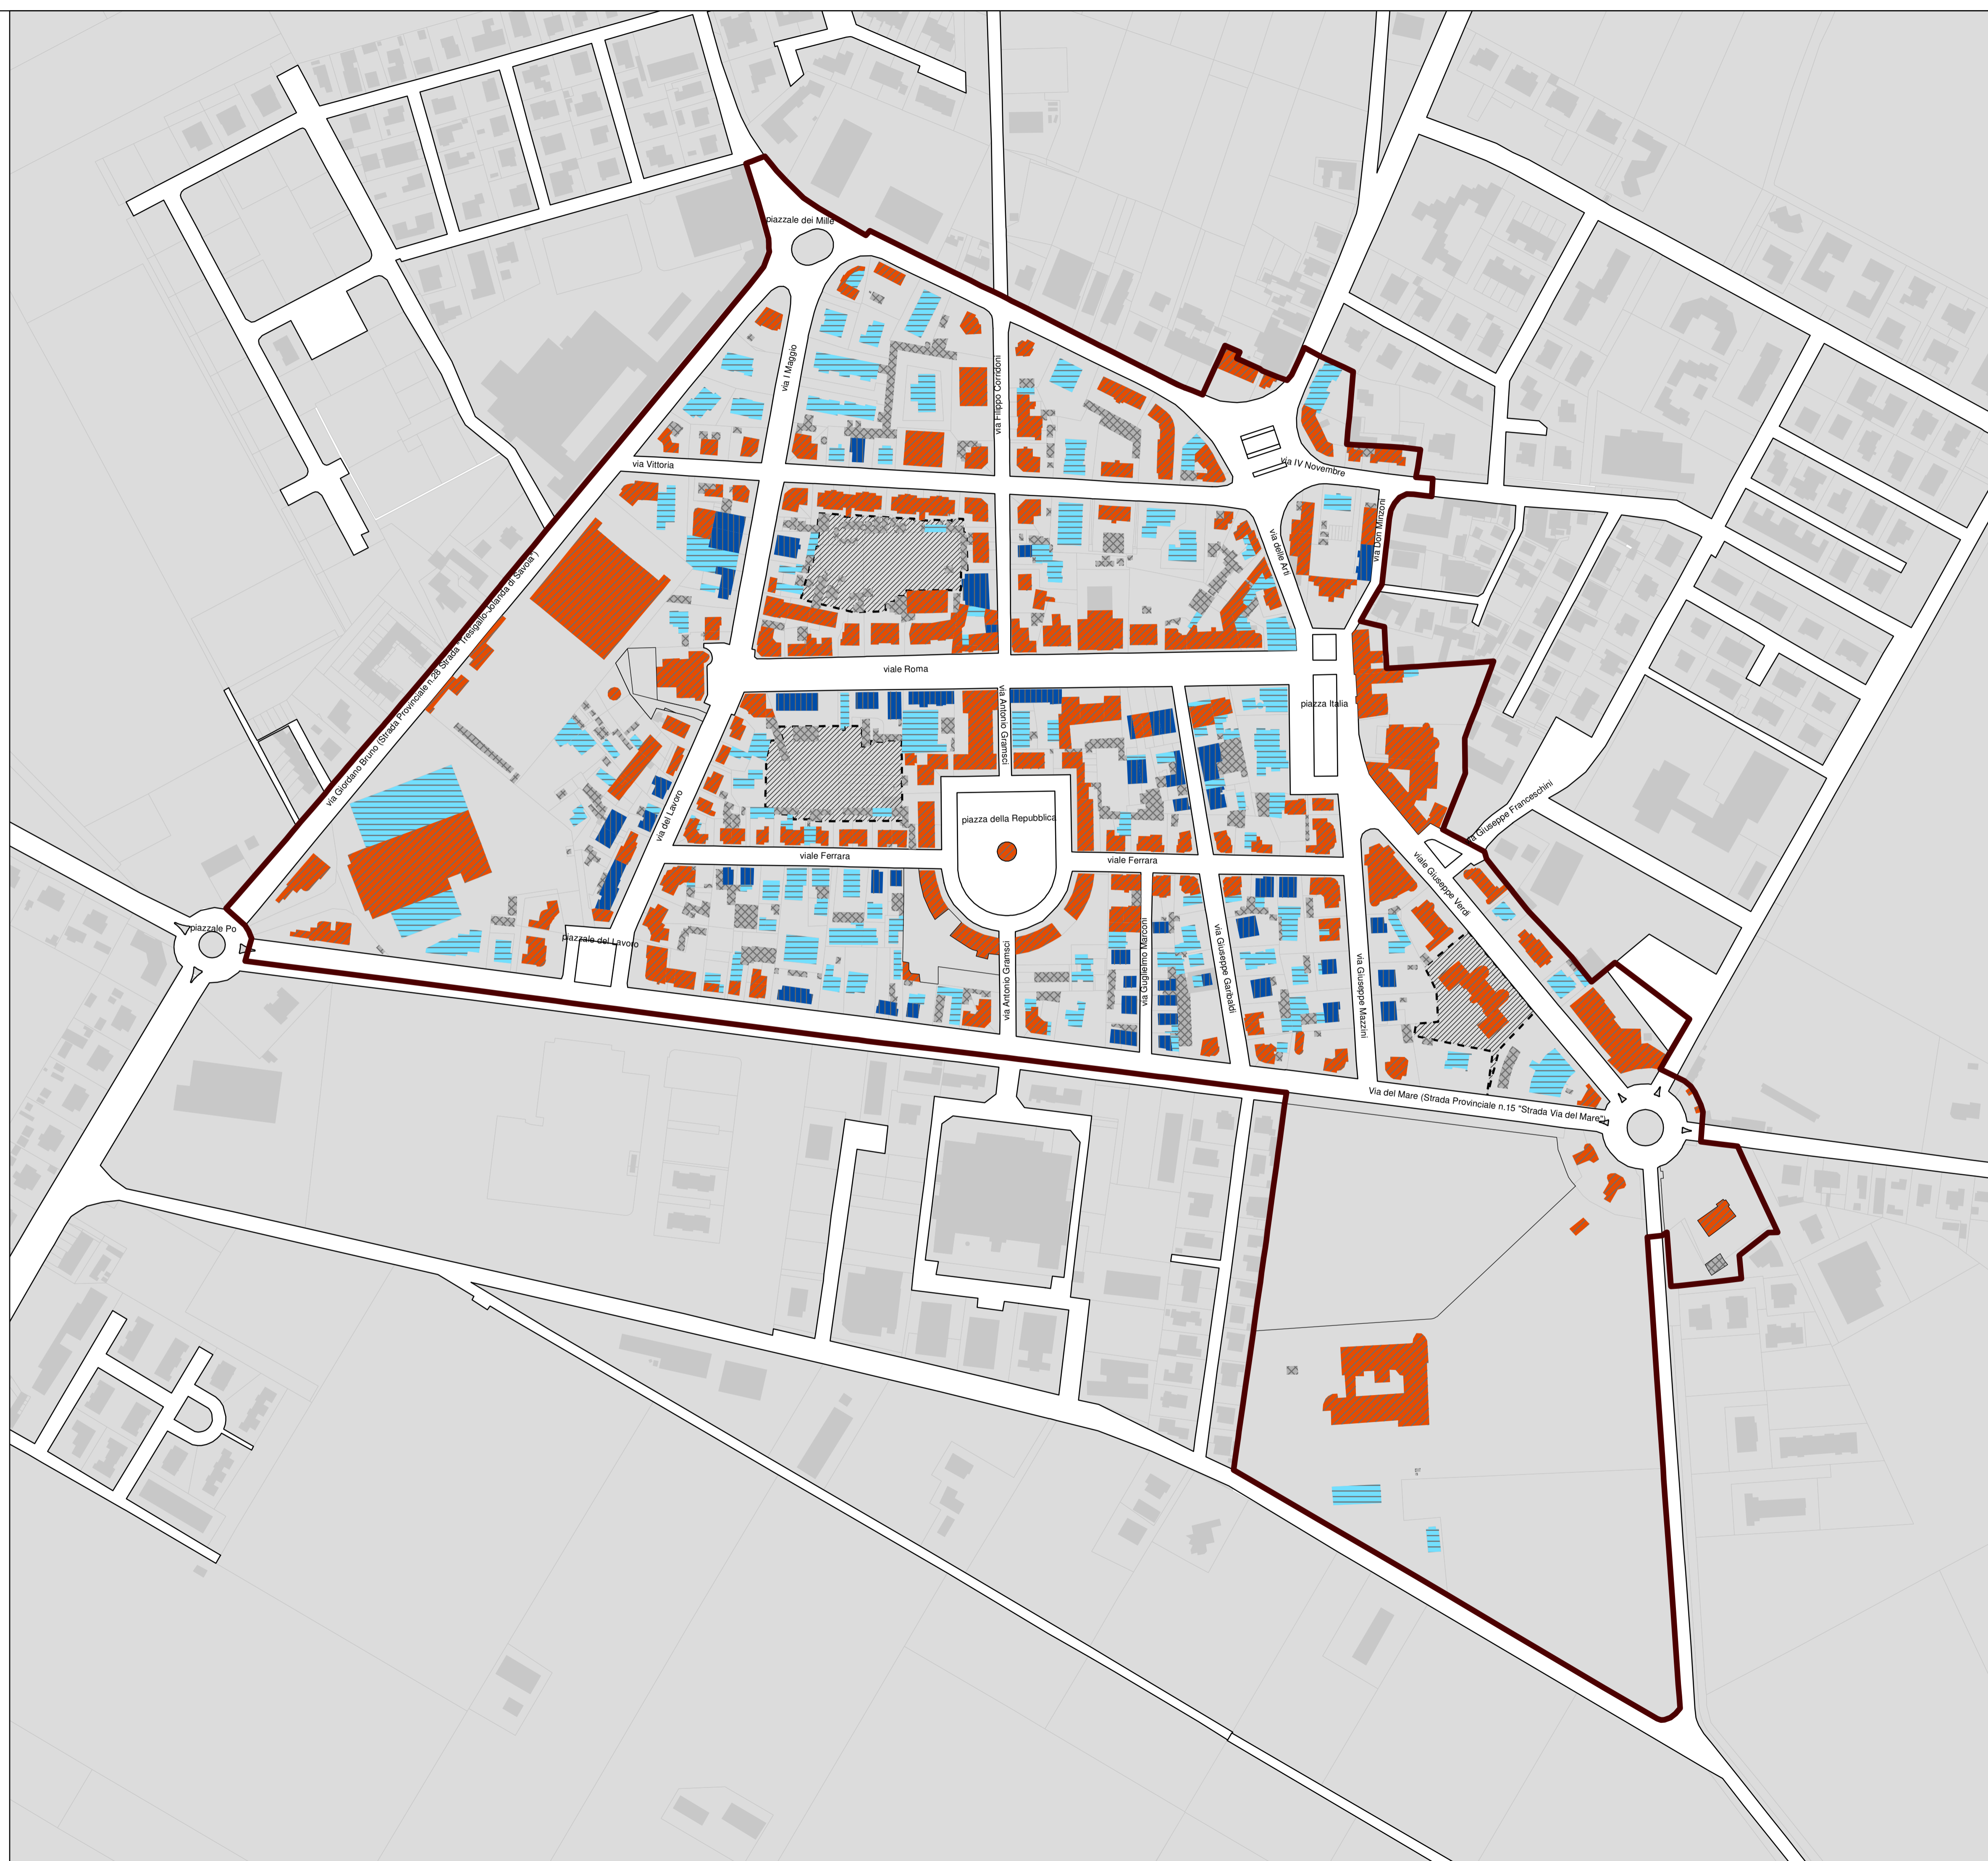 piazzale dei Mille
via I Maggio
via Filippo Corridoni
via Vittoria
via IV Novembre
via delle Arti
via Don Minzoni
via Giordano Bruno (Strada Provinciale n.28 Strada "Tresigallo-Jolanda di Savoia")
viale Roma
via Antonio Gramsci
piazza Italia
via del Lavoro
piazza della Repubblica
viale Ferrara
viale Ferrara
via Giuseppe Franceschini
viale Giuseppe Verdi
piazzale Po
piazzale del Lavoro
via Antonio Gramsci
via Guglielmo Marconi
via Giuseppe Garibaldi
via Giuseppe Mazzini
Via del Mare (Strada Provinciale n.15 "Strada Via del Mare")